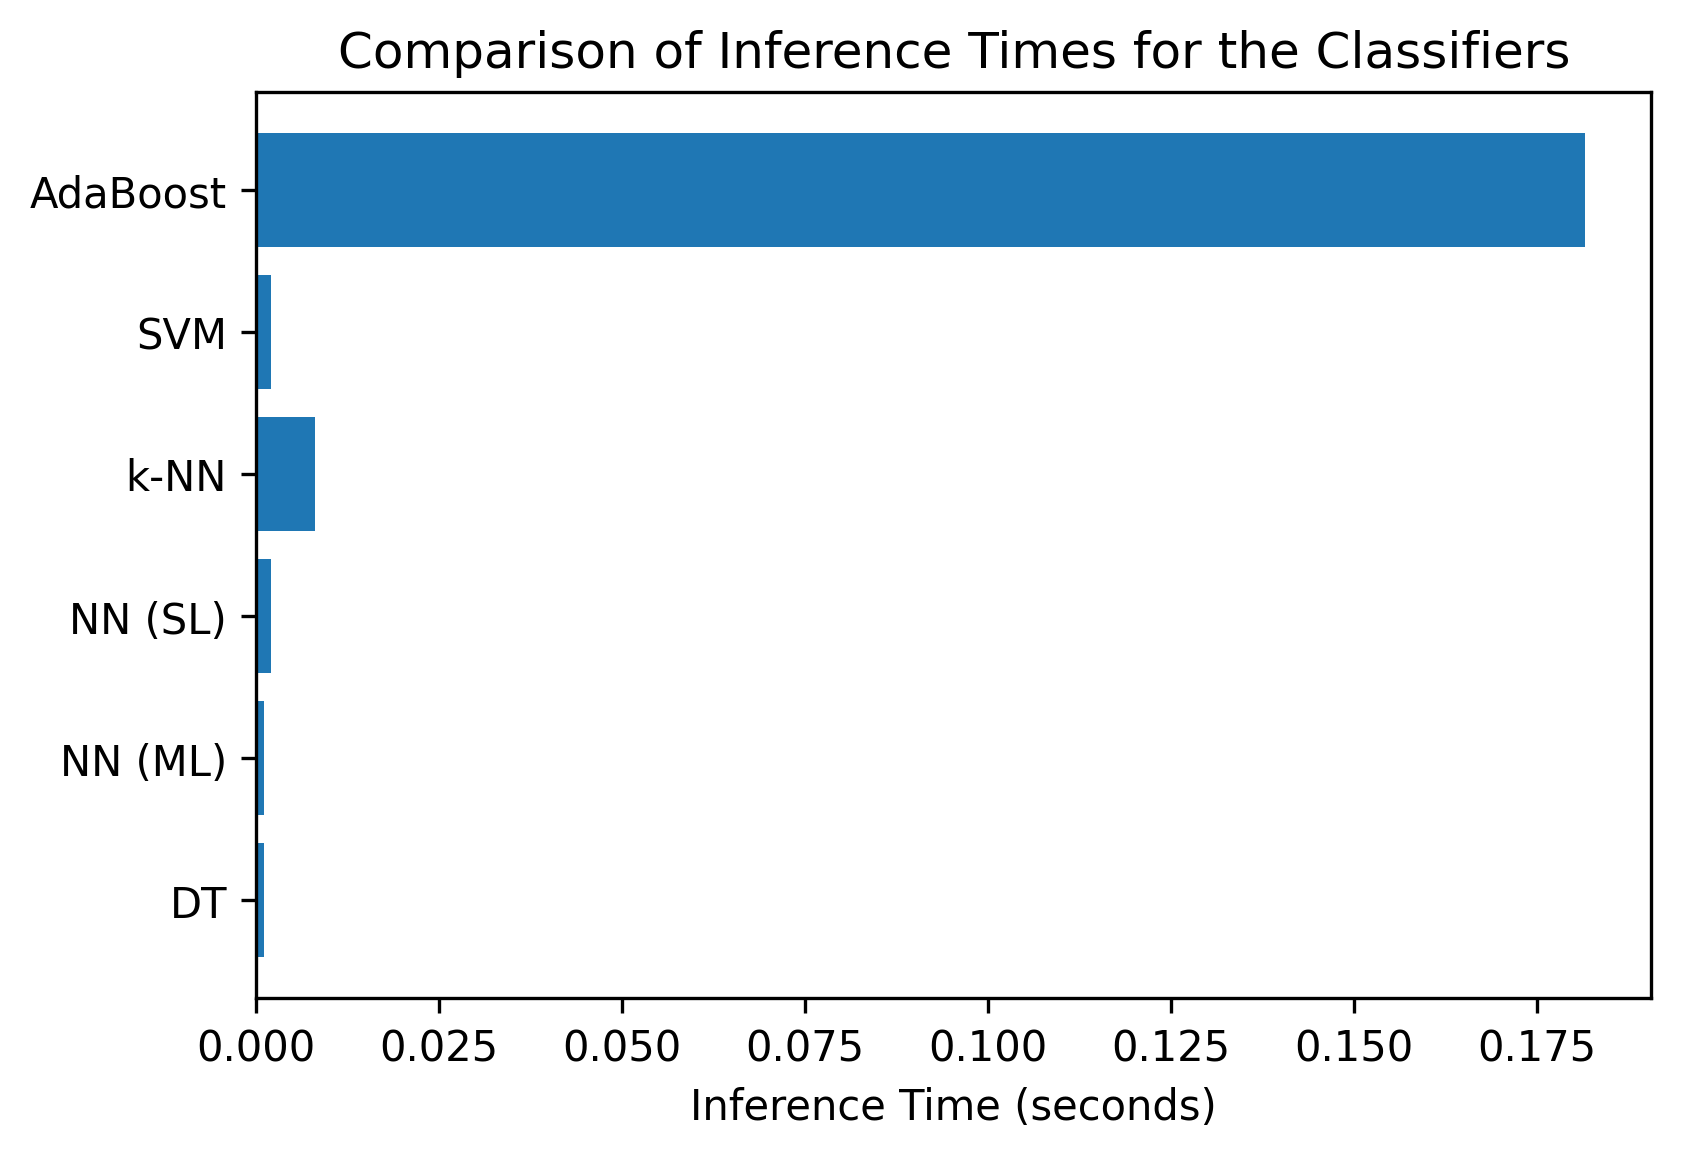 Comparison of Inference Times for the Classifiers
AdaBoost
SVM
k-NN
NN (SL)
NN (ML)
DT
0.000 0.025 0.050 0.075 0.100 0.125 0.150 0.175
Inference Time (seconds)